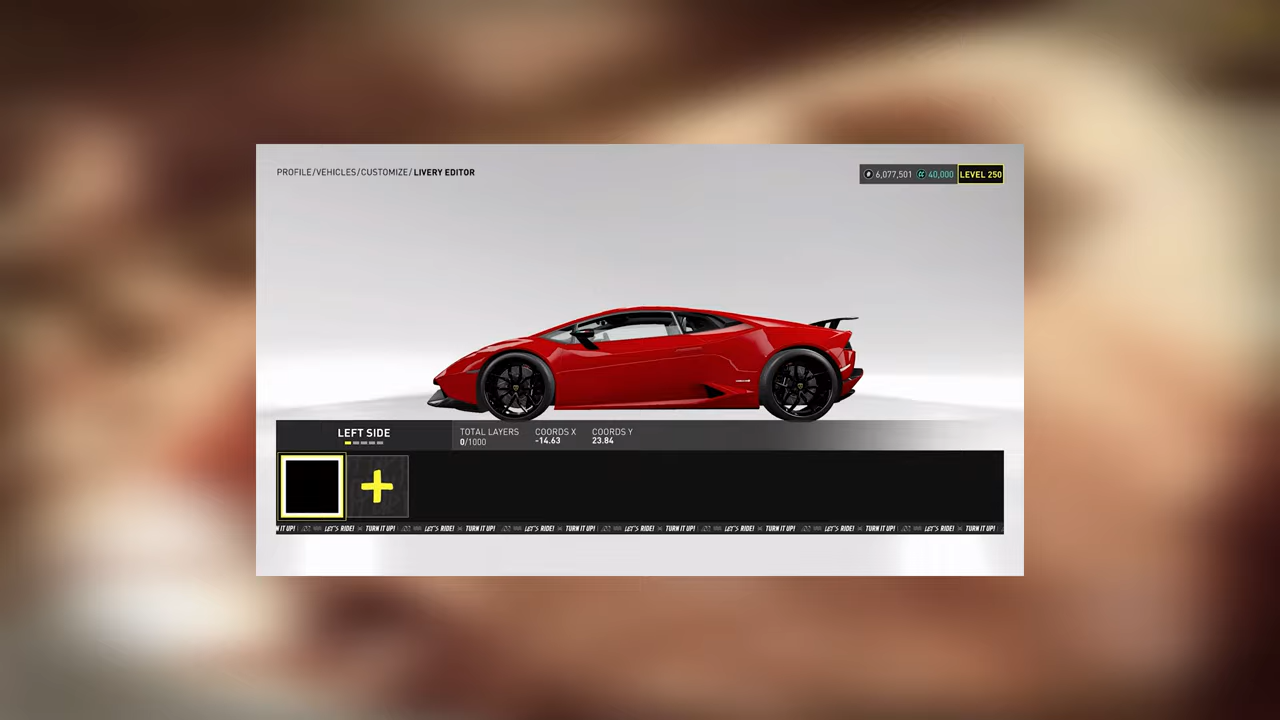 PROFILE/VEHICLES/CUSTOMIZE/ LIVERY EDITOR
6,077,501 40,000 LEVEL 250
LEFT SIDE
TOTAL LAYERS COORDS X COORDS Y
0/1000 -14.63 23.84
N IT UP! LET'S RIDE! TURN IT UP! LET'S RIDE! TURN IT UP! LET'S RIDE! TURN IT UP! LET'S RIDE! TURN IT UP! LET'S RIDE! TURN IT UP! LET'S RIDE! TURN IT UP! LET'S RIDE! TURN IT UP!